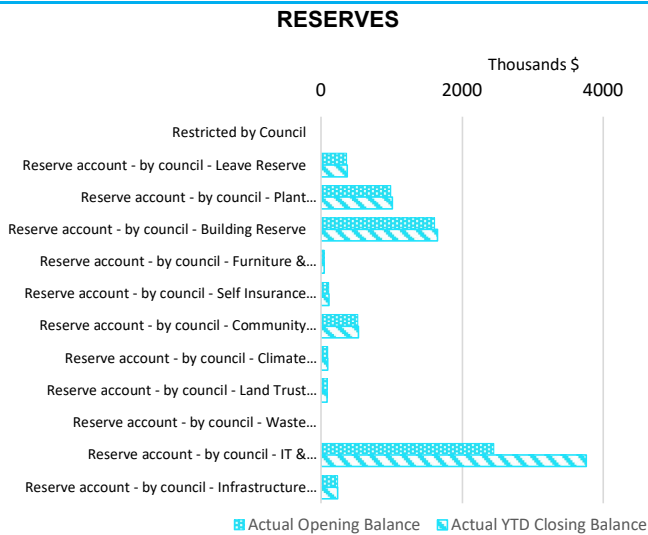 RESERVES
Thousands $
0 2000 4000
Restricted by Council
Reserve account - by council - Leave Reserve
Reserve account - by council - Plant...
Reserve account - by council - Building Reserve
Reserve account - by council - Furniture &...
Reserve account - by council - Self Insurance...
Reserve account - by council - Community...
Reserve account - by council - Climate...
Reserve account - by council - Land Trust...
Reserve account - by council - Waste...
Reserve account - by council - IT &...
Reserve account - by council - Infrastructure...
Actual Opening Balance Actual YTD Closing Balance